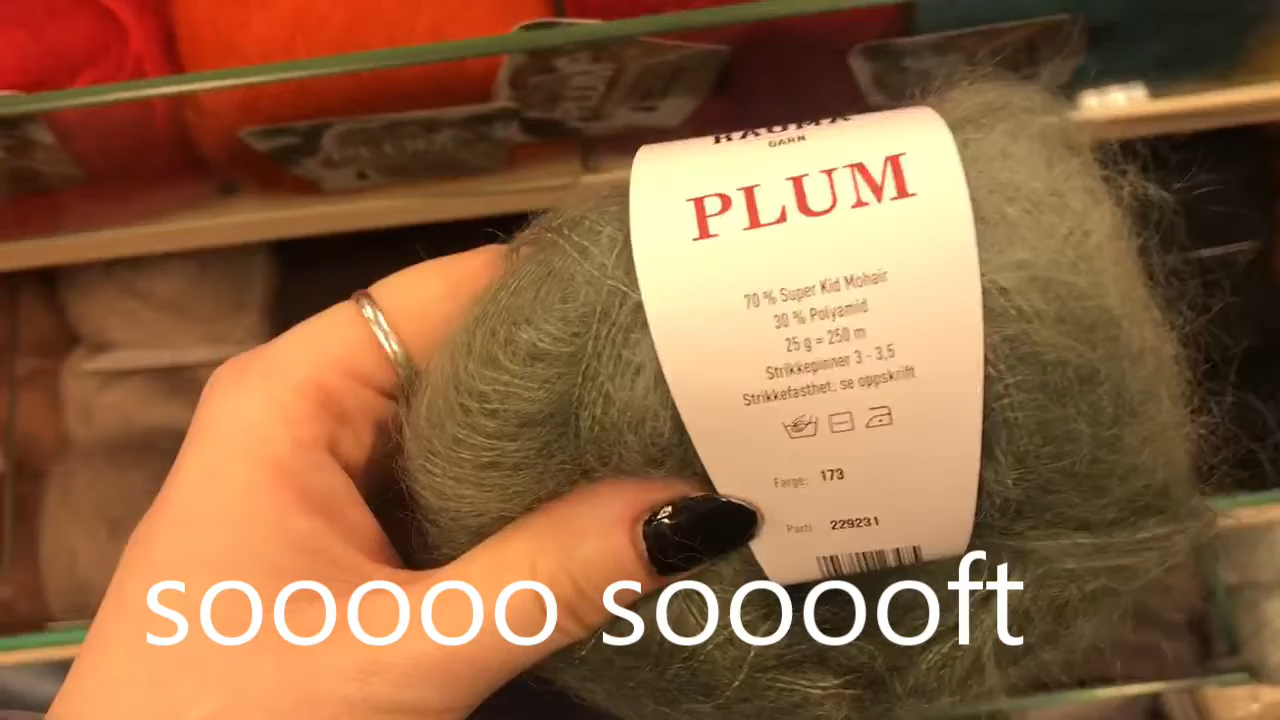 RAUMA
GARN
PLUM
70 % Super Kid Mohair
30 % Polyamid
25 g = 250 m
Strikkepinner 3 - 3,5
Strikkefasthet: se oppskrift
Farge: 173
Parti: 229231
sooooo sooooft